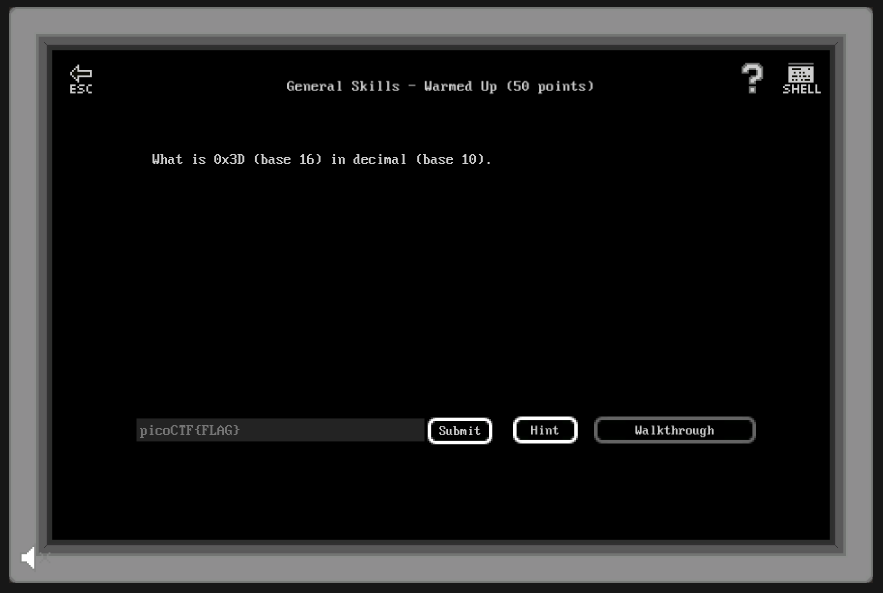 ESC
General Skills - Warmed Up (50 points)
?
SHELL
What is 0x3D (base 16) in decimal (base 10).
picoCTF{FLAG}
Submit
Hint
Walkthrough